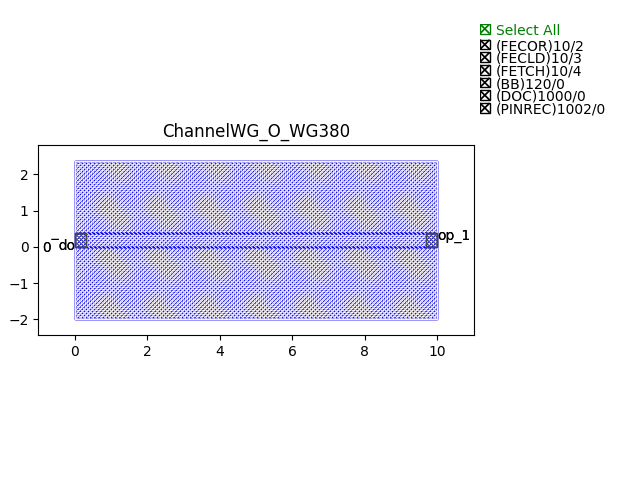 Select All
(FECOR)10/2
(FECLD)10/3
(FETCH)10/4
(BB)120/0
(DOC)1000/0
(PINREC)1002/0
ChannelWG_O_WG380
2
1
0
−1
−2
op_1
0 2 4 6 8 10